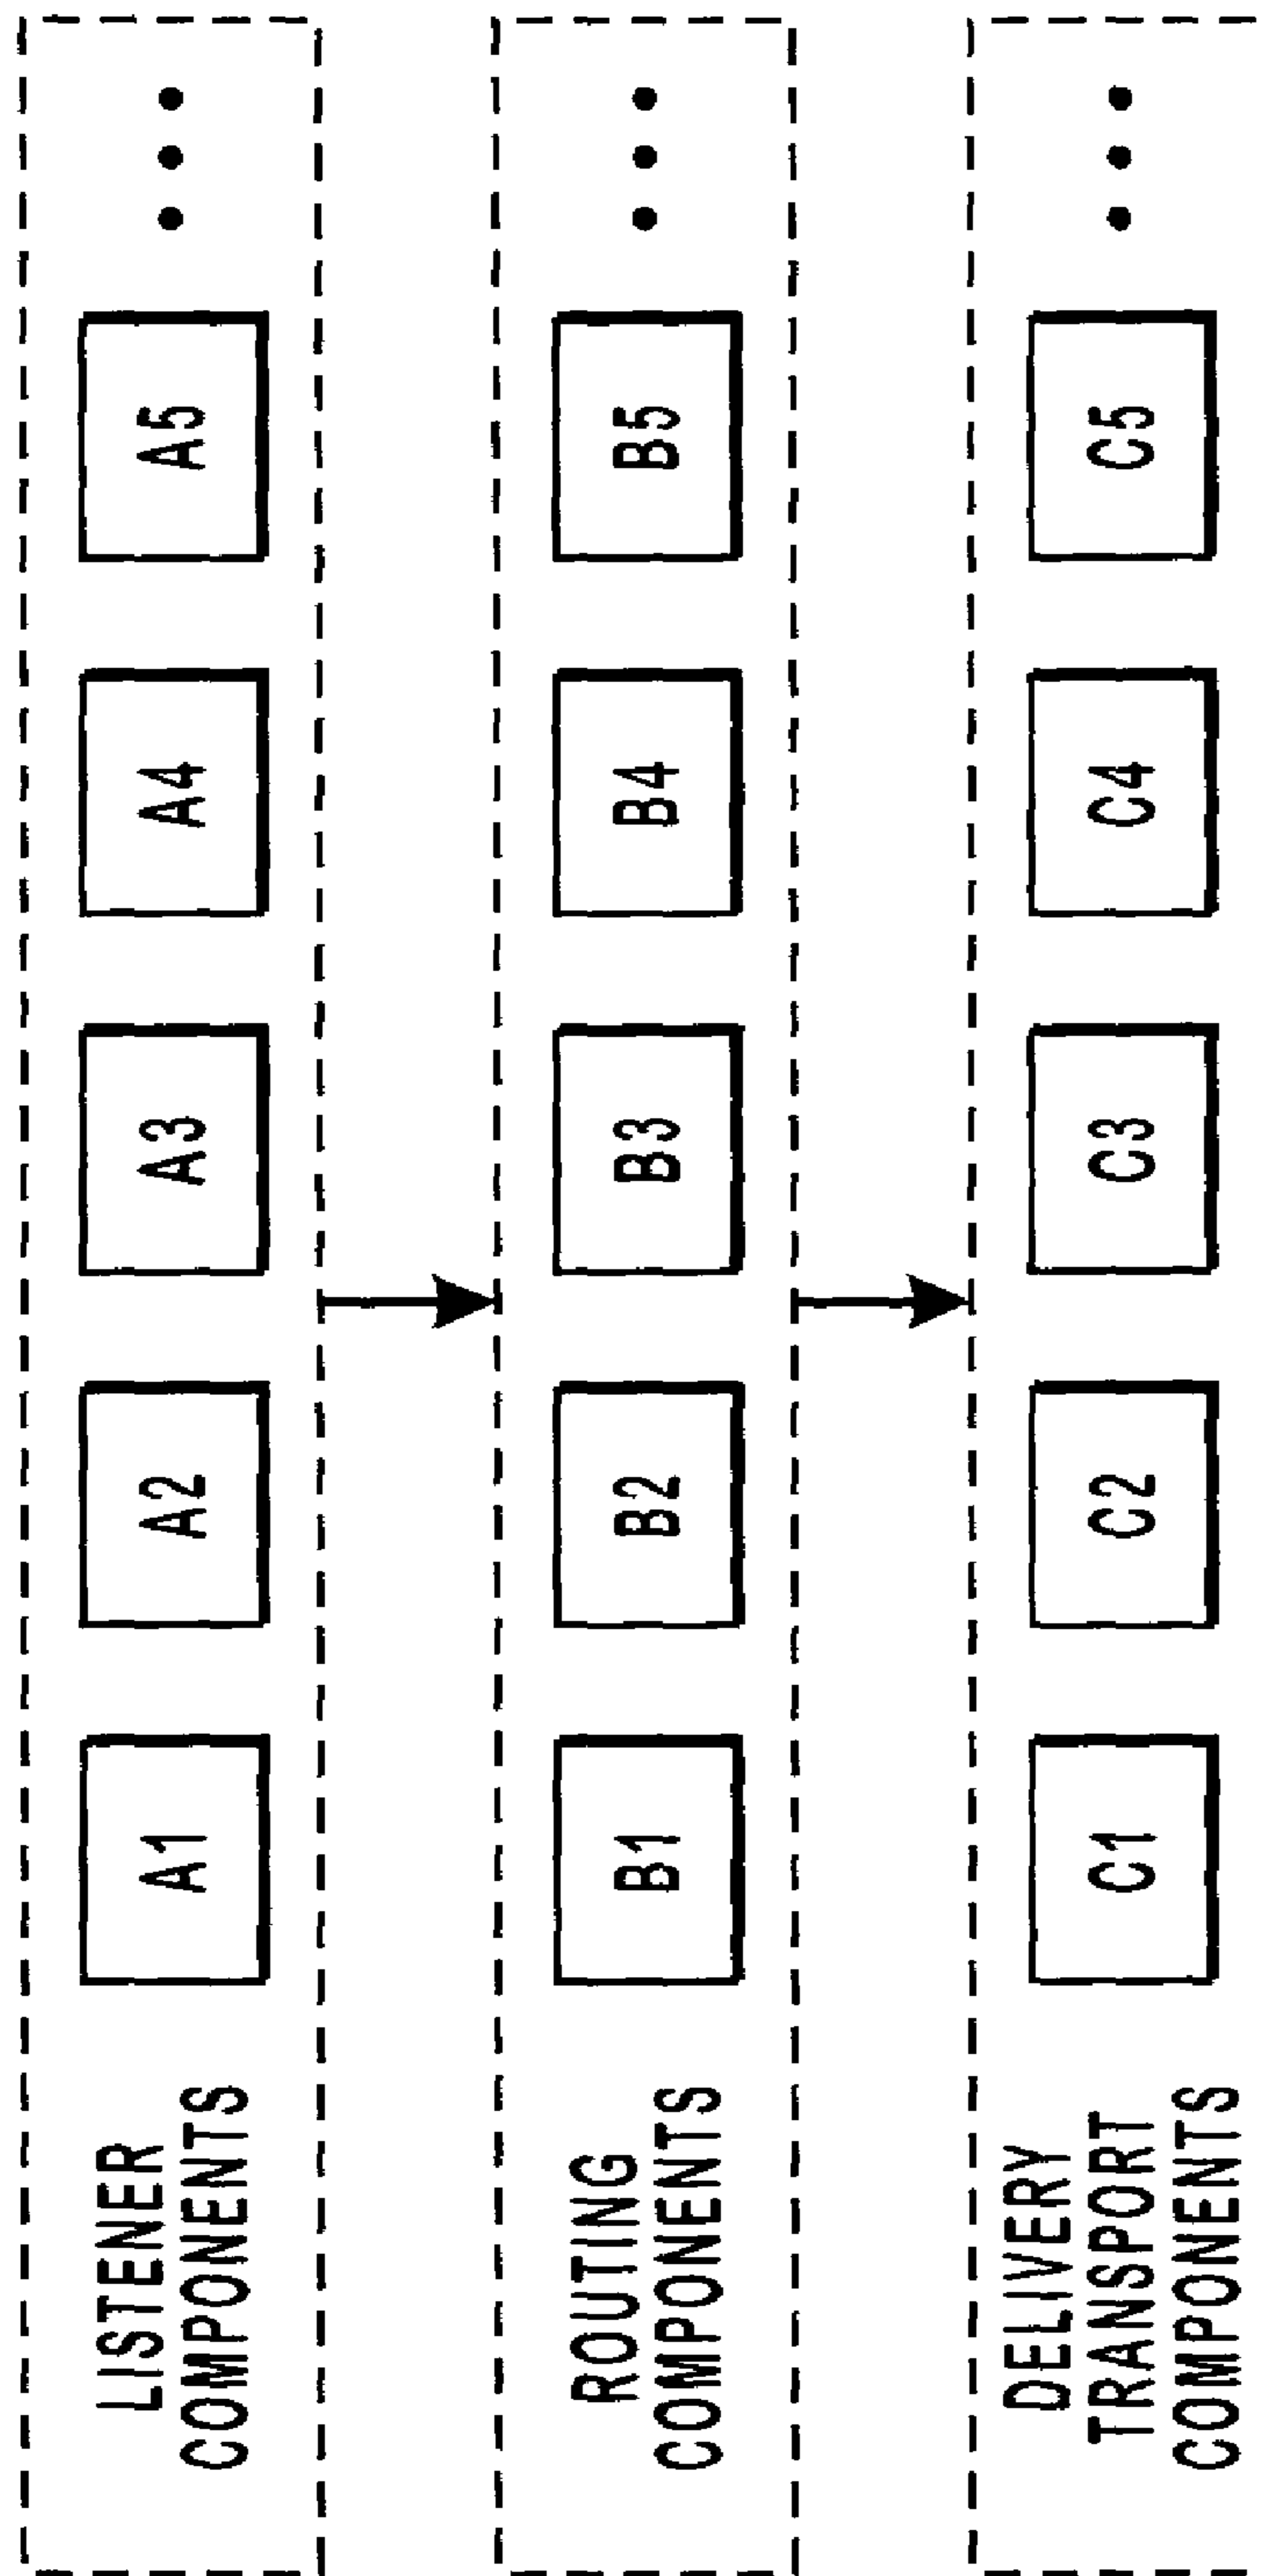 LISTENER
COMPONENTS
A1
A2
A3
A4
A5
ROUTING
COMPONENTS
B1
B2
B3
B4
B5
DELIVERY
TRANSPORT
COMPONENTS
C1
C2
C3
C4
C5